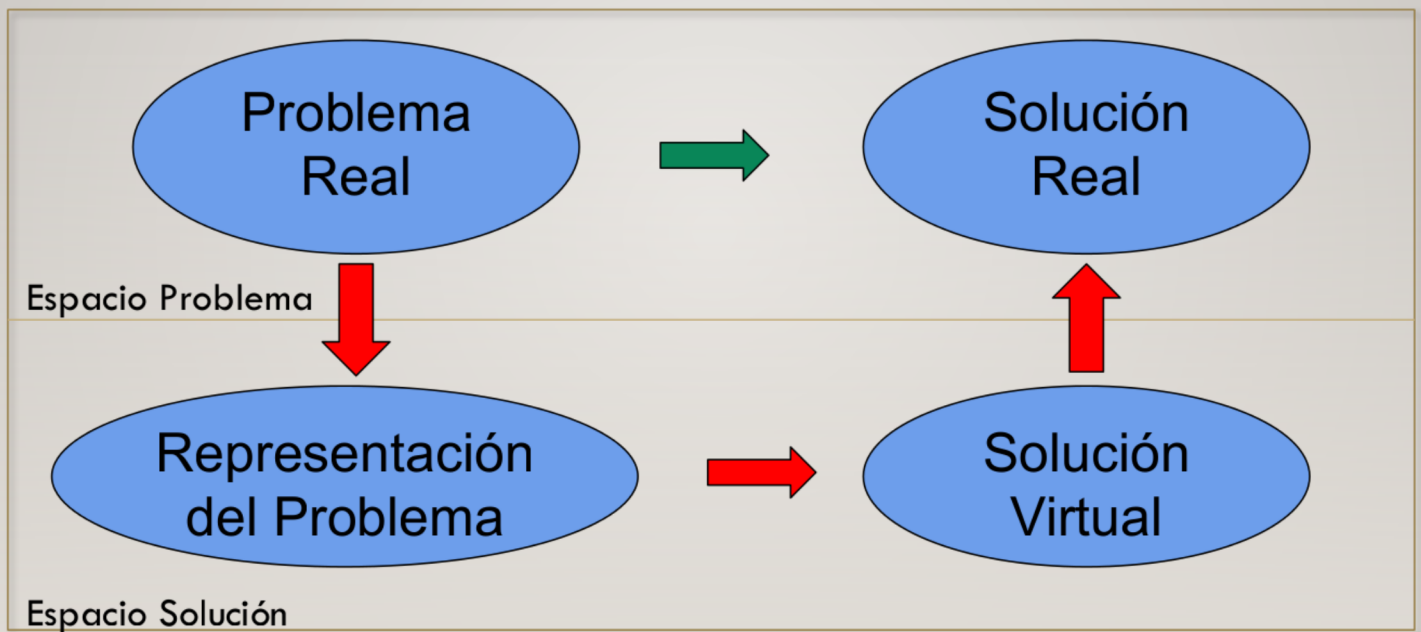 Problema
Real
Solución
Real
Espacio Problema
Representación
del Problema
Solución
Virtual
Espacio Solución